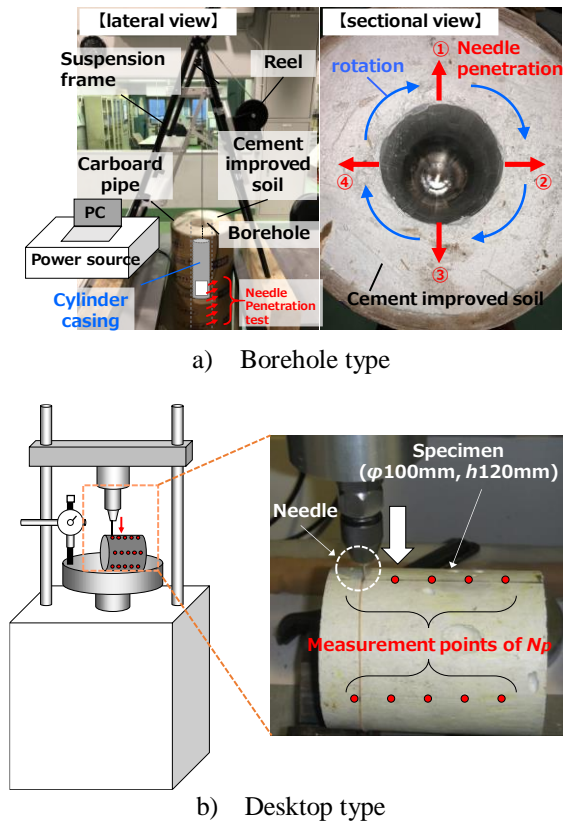 【lateral view】
Suspension
frame
Reel
Carboard
pipe
Cement
improved
soil
PC
Borehole
Power source
Cylinder
casing
Needle
Penetration
test
【sectional view】
①
Needle
penetration
rotation
④
②
③
Cement improved soil
a) Borehole type
Specimen
(φ100mm, h120mm)
Needle
Measurement points of Np
b) Desktop type